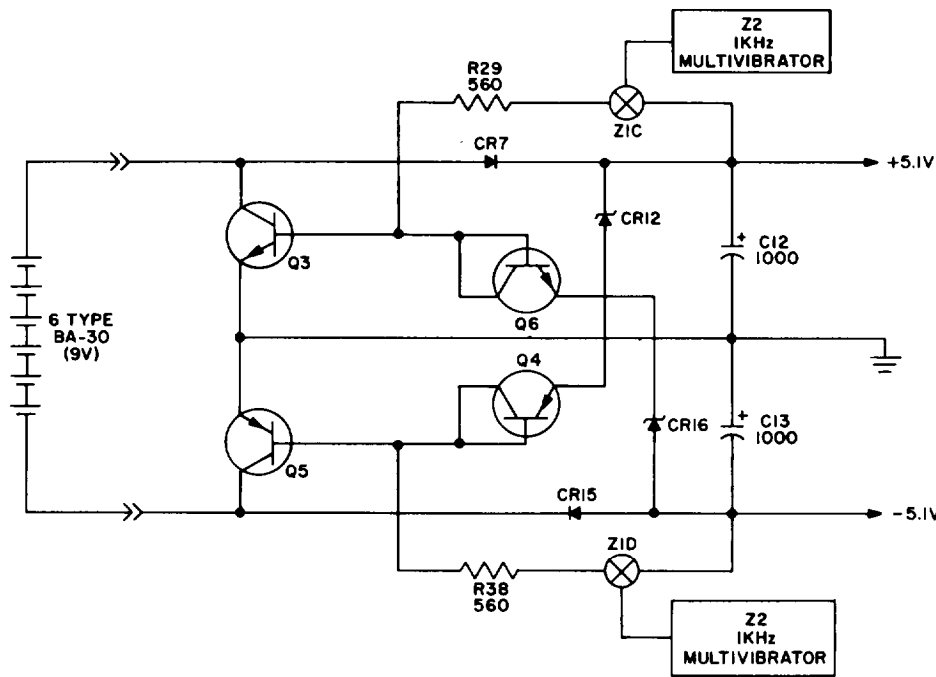 Z2
1KHz
MULTIVIBRATOR
R29
560
Z1C
CR7
+5.1V
CR12
Q3
C12
1000
+
Q6
6 TYPE
BA-30
(9V)
Q4
+
C13
1000
CR16
Q5
CR15
-5.1V
Z1D
R38
560
Z2
1KHz
MULTIVIBRATOR